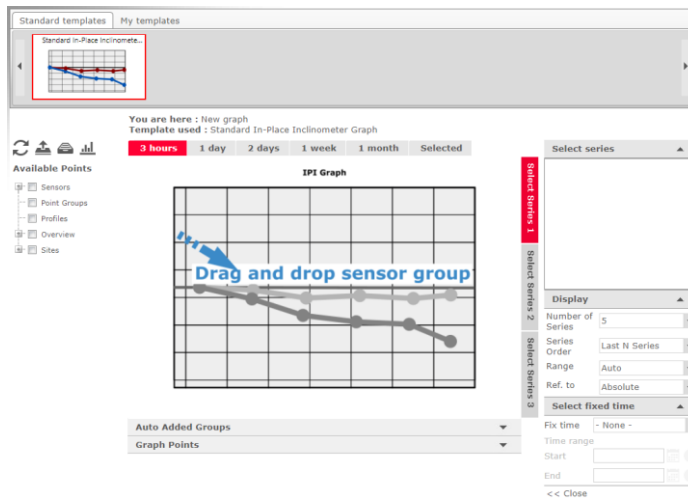 Standard templates
My templates
Standard In-Place Inclinomete...
You are here : New graph
Template used : Standard In-Place Inclinometer Graph
3 hours 1 day 2 days 1 week 1 month Selected
Available Points
Sensors
Point Groups
Profiles
Overview
Sites
IPI Graph
Drag and drop sensor group
Auto Added Groups
Graph Points
Select Series 1
Select Series 2
Select Series 3
Select series
Display
Number of Series 5
Series Order Last N Series
Range Auto
Ref. to Absolute
Select fixed time
Fix time - None -
Time range
Start
End
<< Close